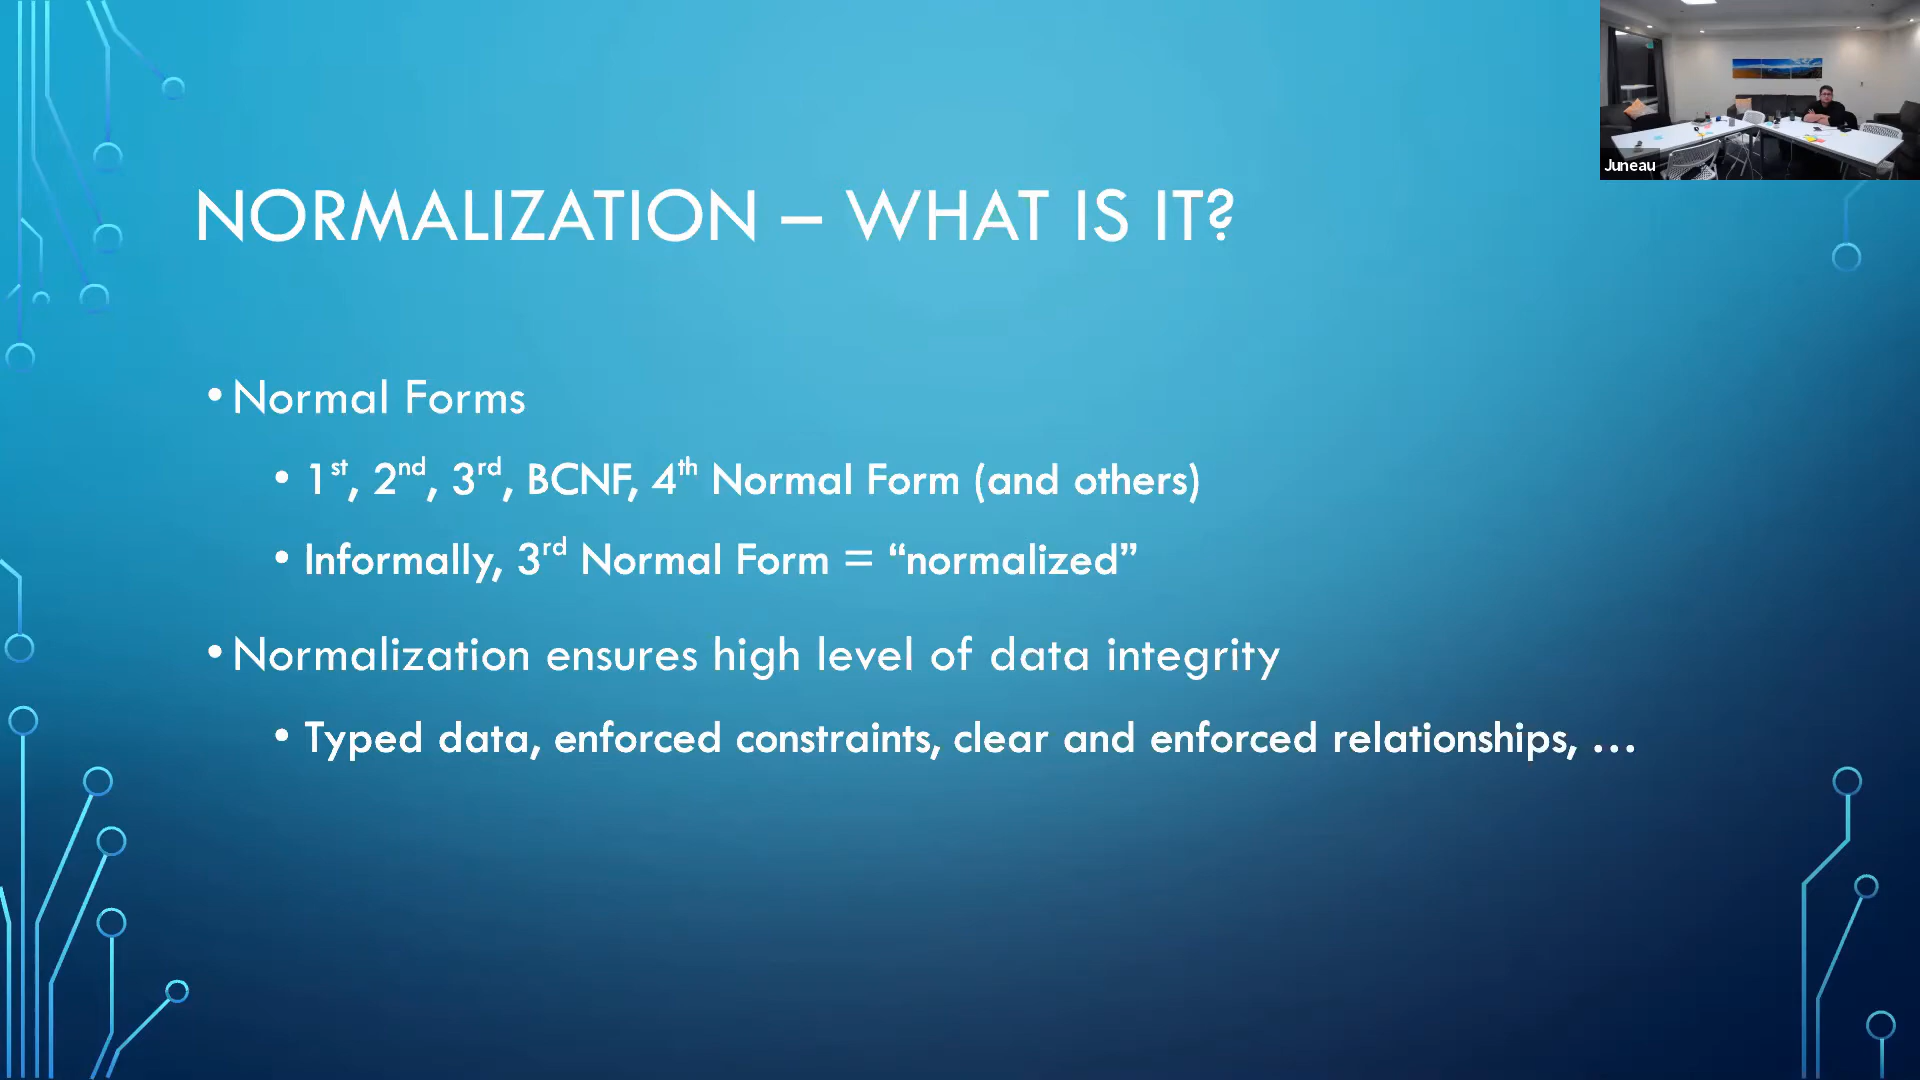 Juneau
NORMALIZATION – WHAT IS IT?
• Normal Forms
• 1st, 2nd, 3rd, BCNF, 4th Normal Form (and others)
• Informally, 3rd Normal Form = “normalized”
• Normalization ensures high level of data integrity
• Typed data, enforced constraints, clear and enforced relationships, …